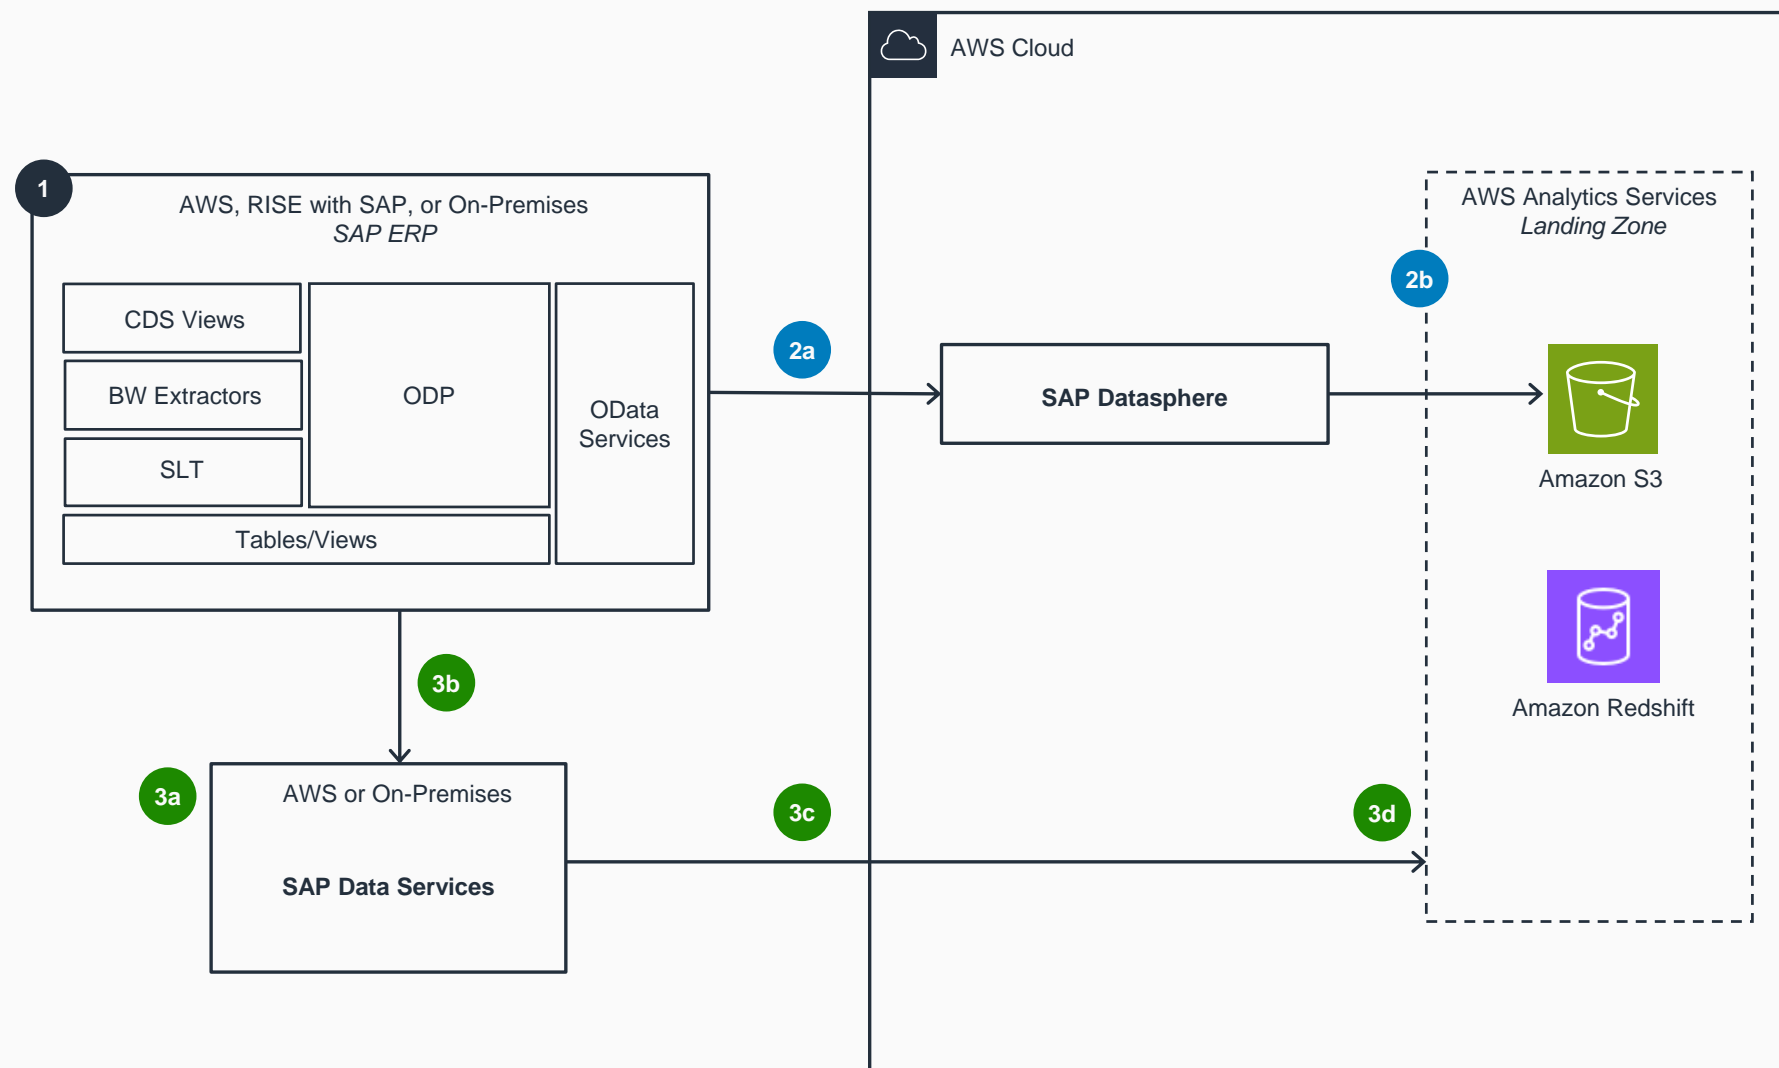 AWS Cloud
1
AWS, RISE with SAP, or On-Premises
SAP ERP
CDS Views
BW Extractors
SLT
ODP
OData
Services
Tables/Views
2a
SAP Datasphere
2b
AWS Analytics Services
Landing Zone
Amazon S3
Amazon Redshift
3b
3a
AWS or On-Premises
SAP Data Services
3c
3d